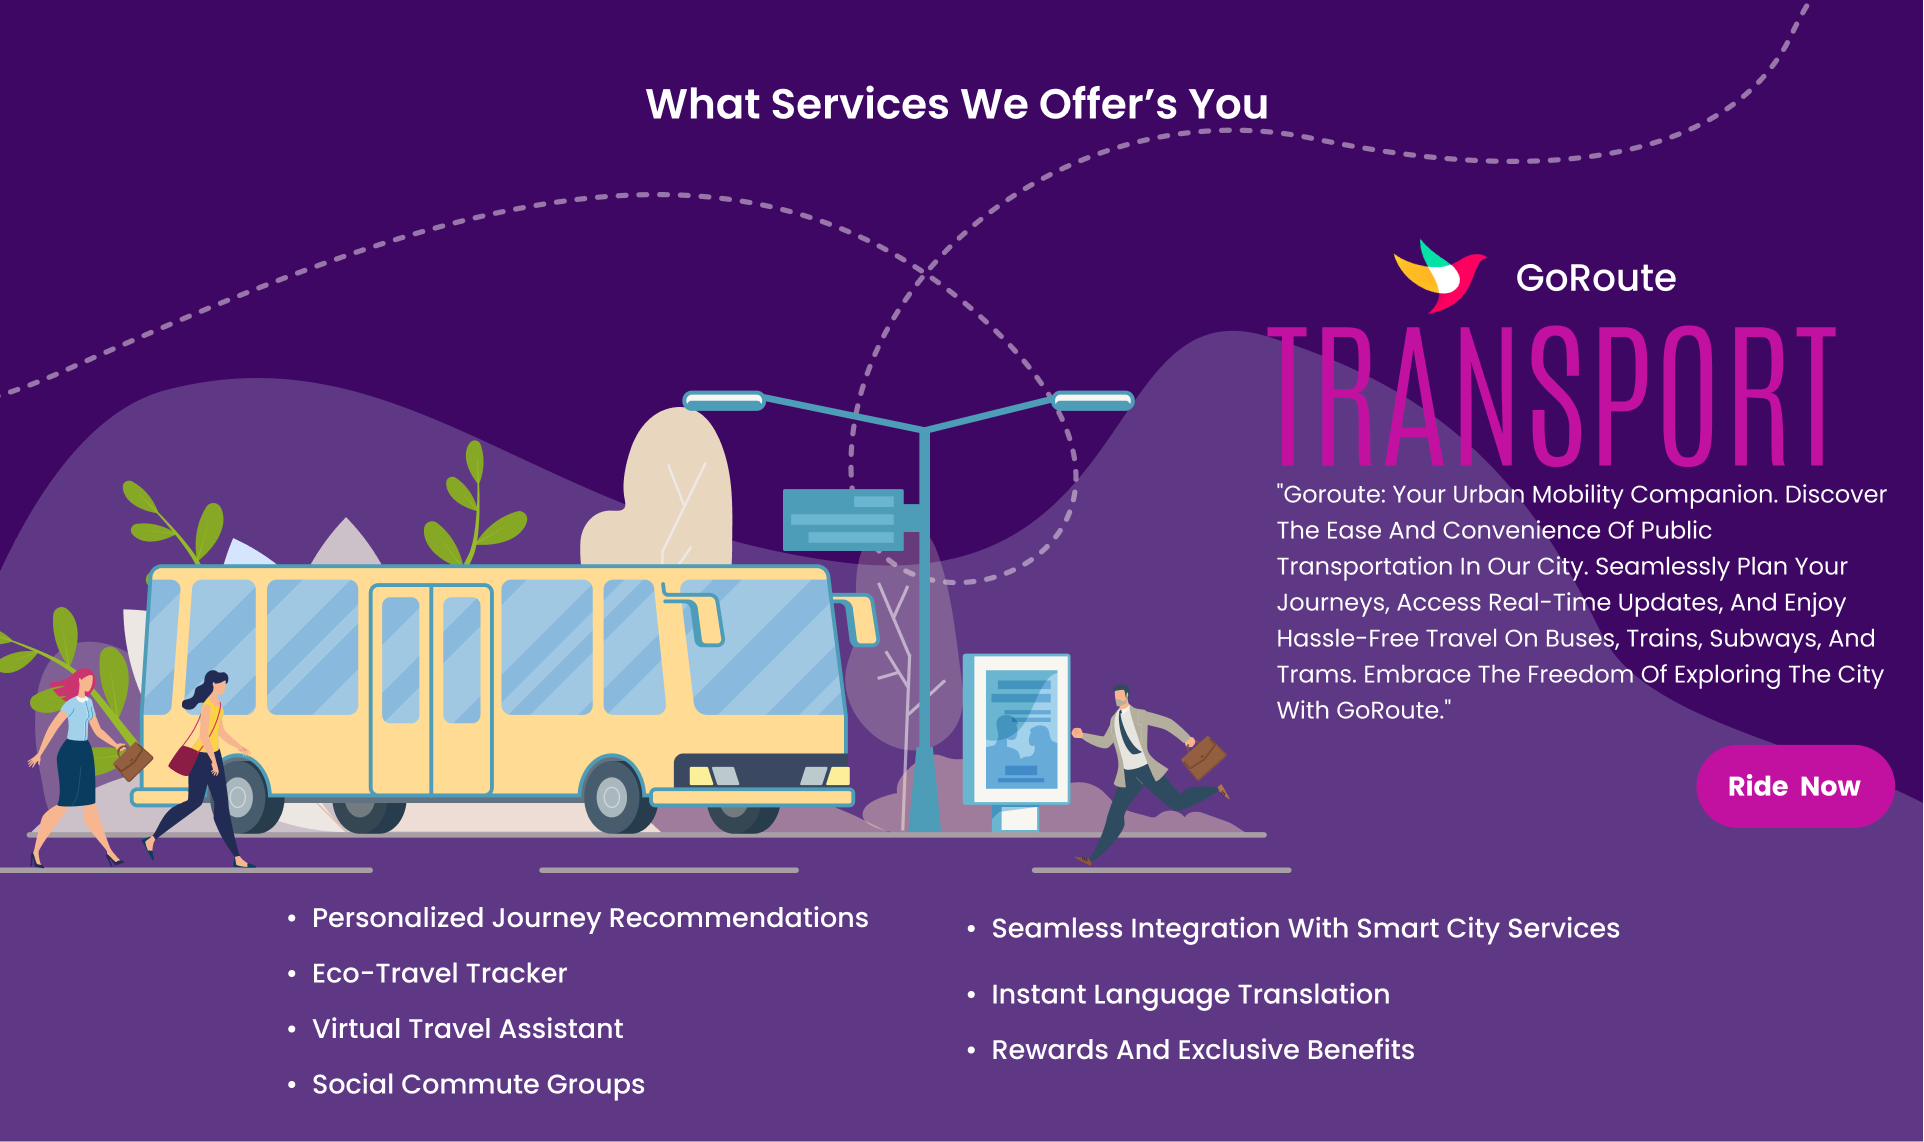 What Services We Offer’s You
GoRoute
TRANSPORT
"Goroute: Your Urban Mobility Companion. Discover
The Ease And Convenience Of Public
Transportation In Our City. Seamlessly Plan Your
Journeys, Access Real-Time Updates, And Enjoy
Hassle-Free Travel On Buses, Trains, Subways, And
Trams. Embrace The Freedom Of Exploring The City
With GoRoute."
Ride Now
• Personalized Journey Recommendations
• Eco-Travel Tracker
• Virtual Travel Assistant
• Social Commute Groups
• Seamless Integration With Smart City Services
• Instant Language Translation
• Rewards And Exclusive Benefits